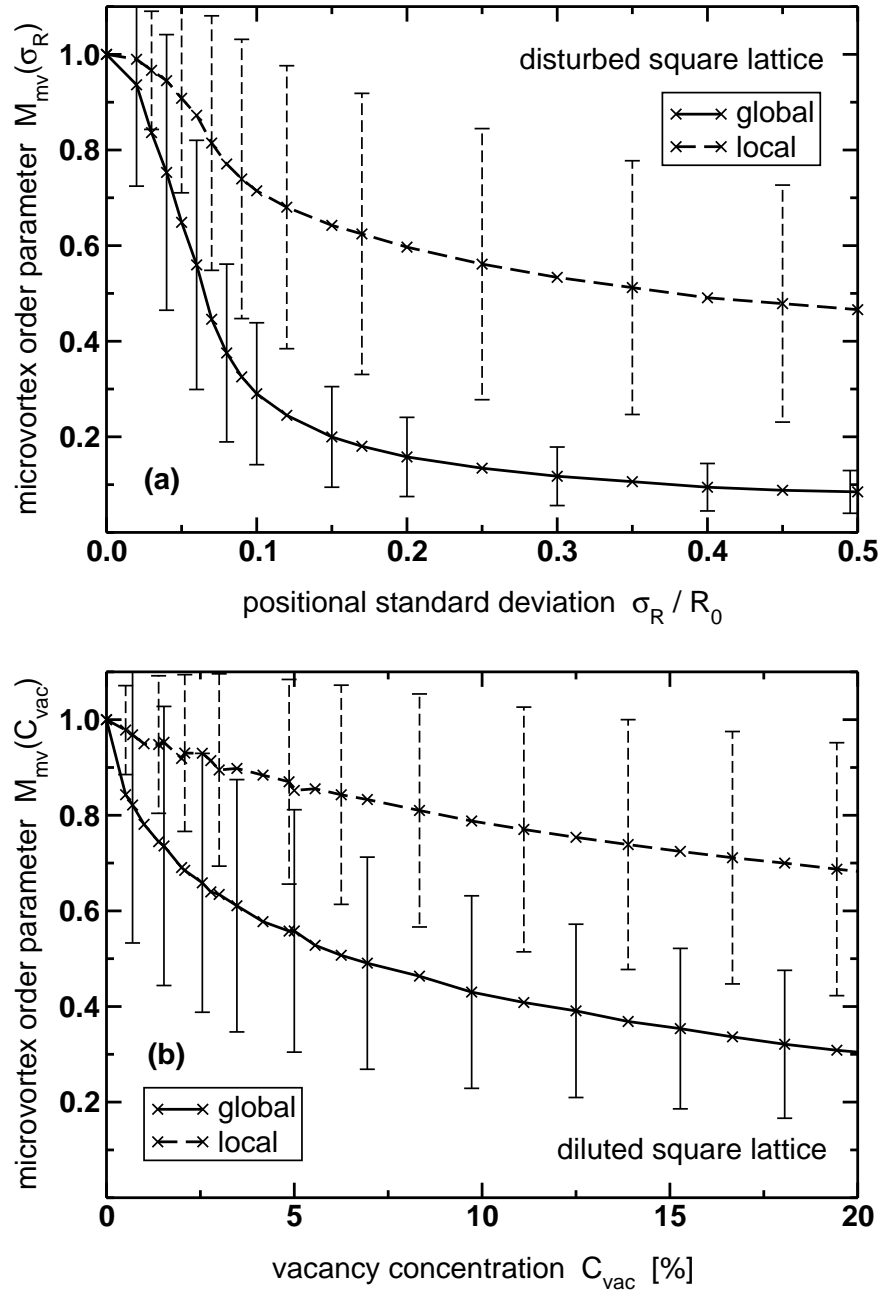 1.0
0.8
0.6
0.4
0.2
microvortex order parameter M_mv(σ_R)
disturbed square lattice
global
local
(a)
0.0 0.1 0.2 0.3 0.4 0.5
positional standard deviation σ_R / R_0
1.0
0.8
0.6
0.4
0.2
microvortex order parameter M_mv(C_vac)
(b)
global
local
diluted square lattice
0 5 10 15 20
vacancy concentration C_vac [%]